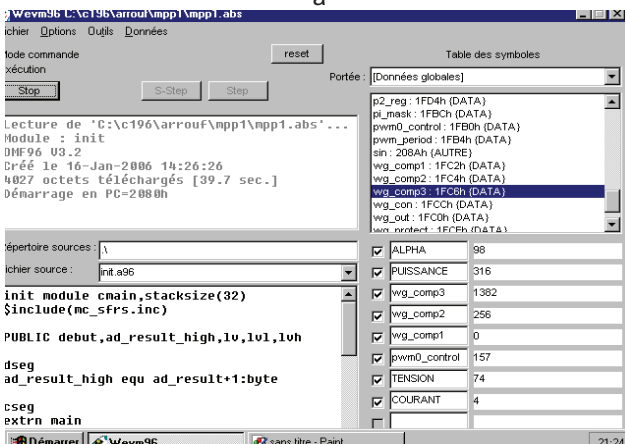 a
Wevm96 C:\c196\arrouf\mpp1\mpp1.abs
ichier Options Outils Données
Mode commande
reset
Table des symboles
xécution
Portée : [Données globales]
Stop S-Step Step
Lecture de 'C:\c196\arrouf\mpp1\mpp1.abs'...
Module : init
OMF96 V3.2
Créé le 16-Jan-2006 14:26:26
4027 octets téléchargés [39.7 sec.]
Démarrage en PC=2080h
p2_reg : 1FD4h {DATA}
pi_mask : 1FBCh {DATA}
pwm0_control : 1FB0h {DATA}
pwm_period : 1FB4h {DATA}
sin : 208Ah {AUTRE}
wg_comp1 : 1FC2h {DATA}
wg_comp2 : 1FC4h {DATA}
wg_comp3 : 1FC6h {DATA}
wg_con : 1FCCh {DATA}
wg_out : 1FC0h {DATA}
wg_protect : 1FCEh {DATA}
Répertoire sources : .\
ichier source : init.a96
init module cmain,stacksize(32)
$include(mc_sfrs.inc)
PUBLIC debut,ad_result_high,lv,lvl,lvh
dseg
ad_result_high equ ad_result+1:byte
cseg
extrn main
ALPHA 98
PUISSANCE 316
wg_comp3 1382
wg_comp2 256
wg_comp1 0
pwm0_control 157
TENSION 74
COURANT 4
Démarrer Wevm96 sans titre - Paint 21:24